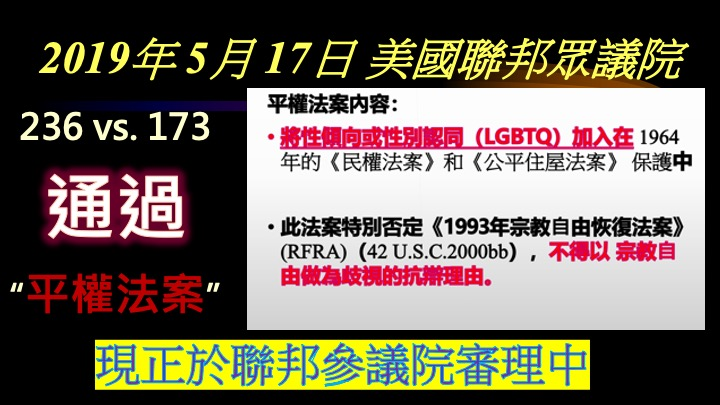 2019年 5月 17日 美國聯邦眾議院
236 vs. 173
通過
“平權法案”
平權法案內容：
• 將性傾向或性別認同（LGBTQ）加入在 1964
年的《民權法案》和《公平住屋法案》 保護中
• 此法案特別否定《1993年宗教自由恢復法案》
(RFRA)（42 U.S.C.2000bb），不得以 宗教自
由做為歧視的抗辯理由。
現正於聯邦參議院審理中